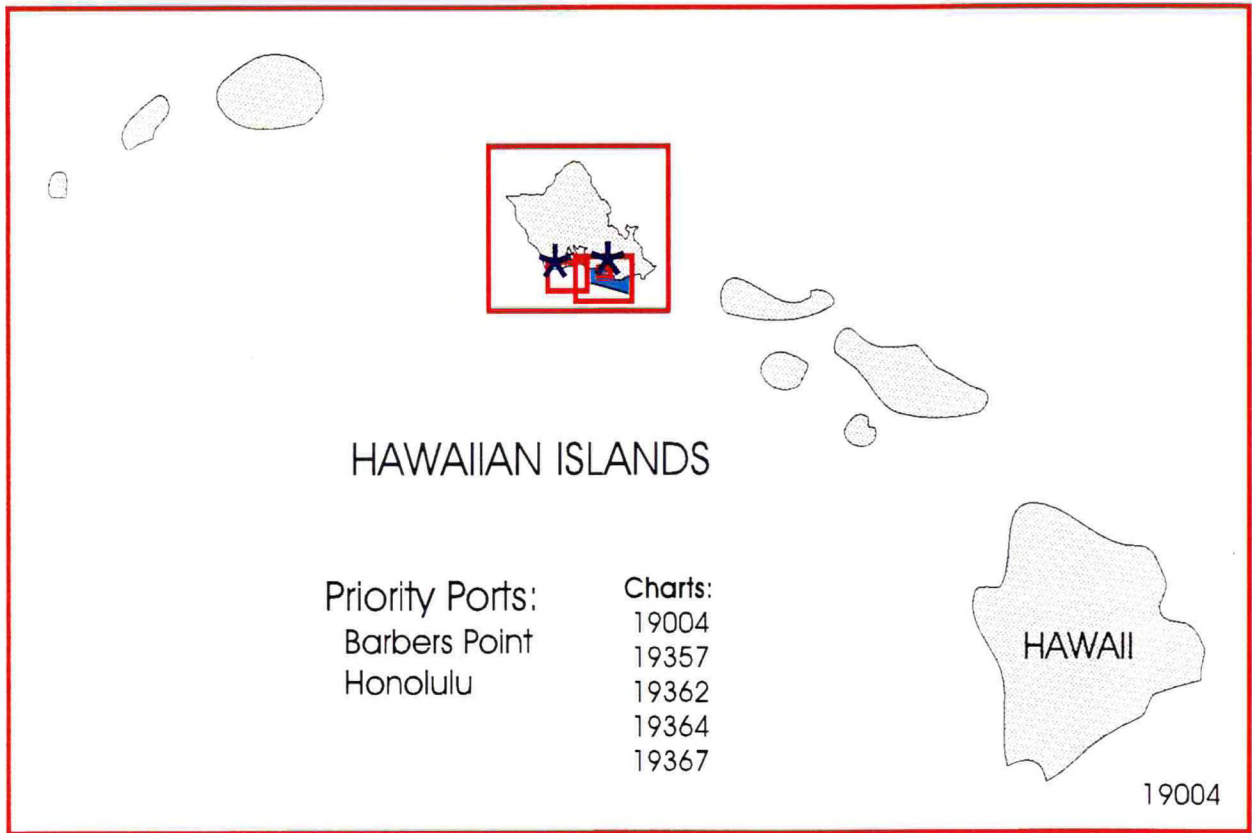 HAWAIIAN ISLANDS
Priority Ports:
Barbers Point
Honolulu
Charts:
19004
19357
19362
19364
19367
HAWAII
19004